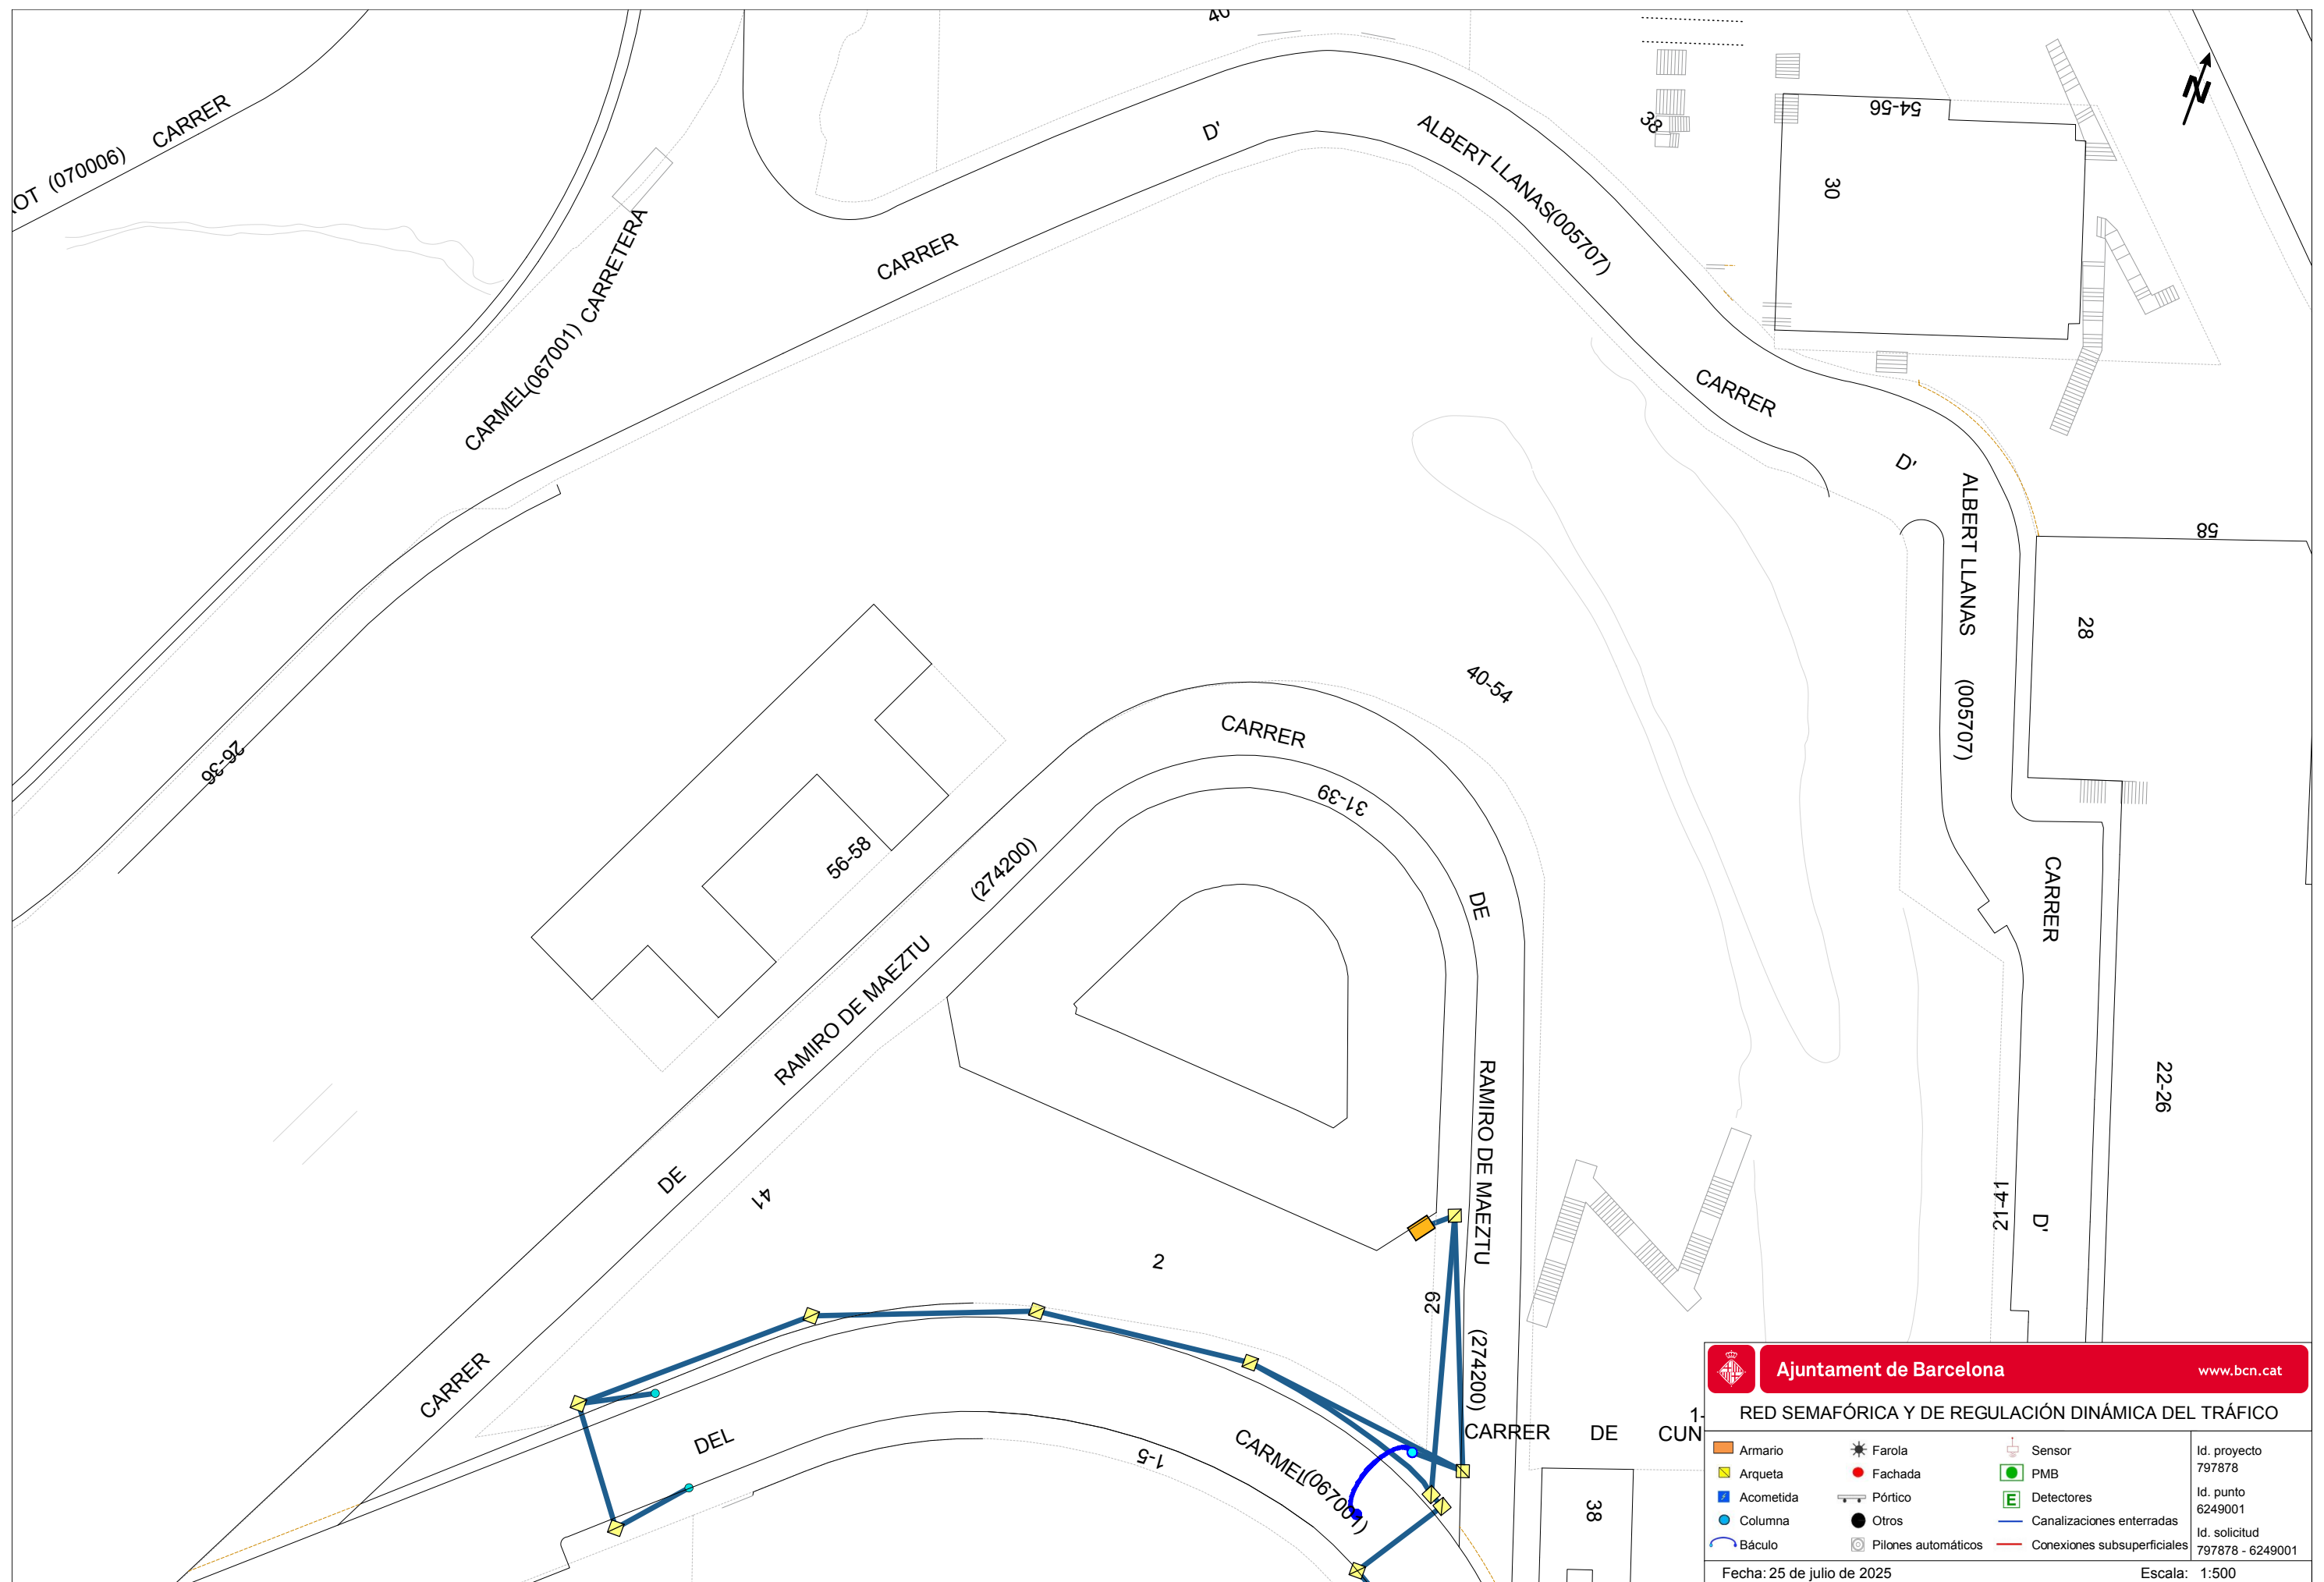 40
CARRER
(070006)
D'
ALBERT LLANAS(005707)
38
54-56
30
CARRER
CARRETERA
CARMEL(067001)
CARRER
D'
ALBERT LLANAS
(005707)
58
28
40-54
CARRER
26-36
31-39
56-58
(274200)
DE
CARRER
RAMIRO DE MAEZTU
RAMIRO DE MAEZTU
22-26
DE
41
21-41
D'
2
29
(274200)
CARRER
DEL
1-5
CARMEL(067001)
CARRER DE CUN
1-
38
Ajuntament de Barcelona
www.bcn.cat
RED SEMAFÓRICA Y DE REGULACIÓN DINÁMICA DEL TRÁFICO
Armario
Arqueta
Acometida
Columna
Báculo
Farola
Fachada
Pórtico
Otros
Pilones automáticos
Sensor
PMB
E Detectores
Canalizaciones enterradas
Conexiones subsuperficiales
Id. proyecto
797878
Id. punto
6249001
Id. solicitud
797878 - 6249001
Fecha: 25 de julio de 2025
Escala: 1:500
N